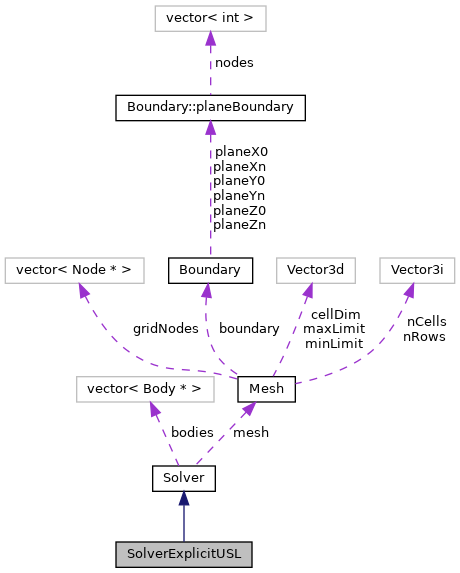 vector< int >
nodes
Boundary::planeBoundary
planeX0
planeXn
planeY0
planeYn
planeZ0
planeZn
vector< Node * >
Boundary
Vector3d
Vector3i
gridNodes
boundary
cellDim
maxLimit
minLimit
nCells
nRows
vector< Body * >
Mesh
bodies
mesh
Solver
SolverExplicitUSL